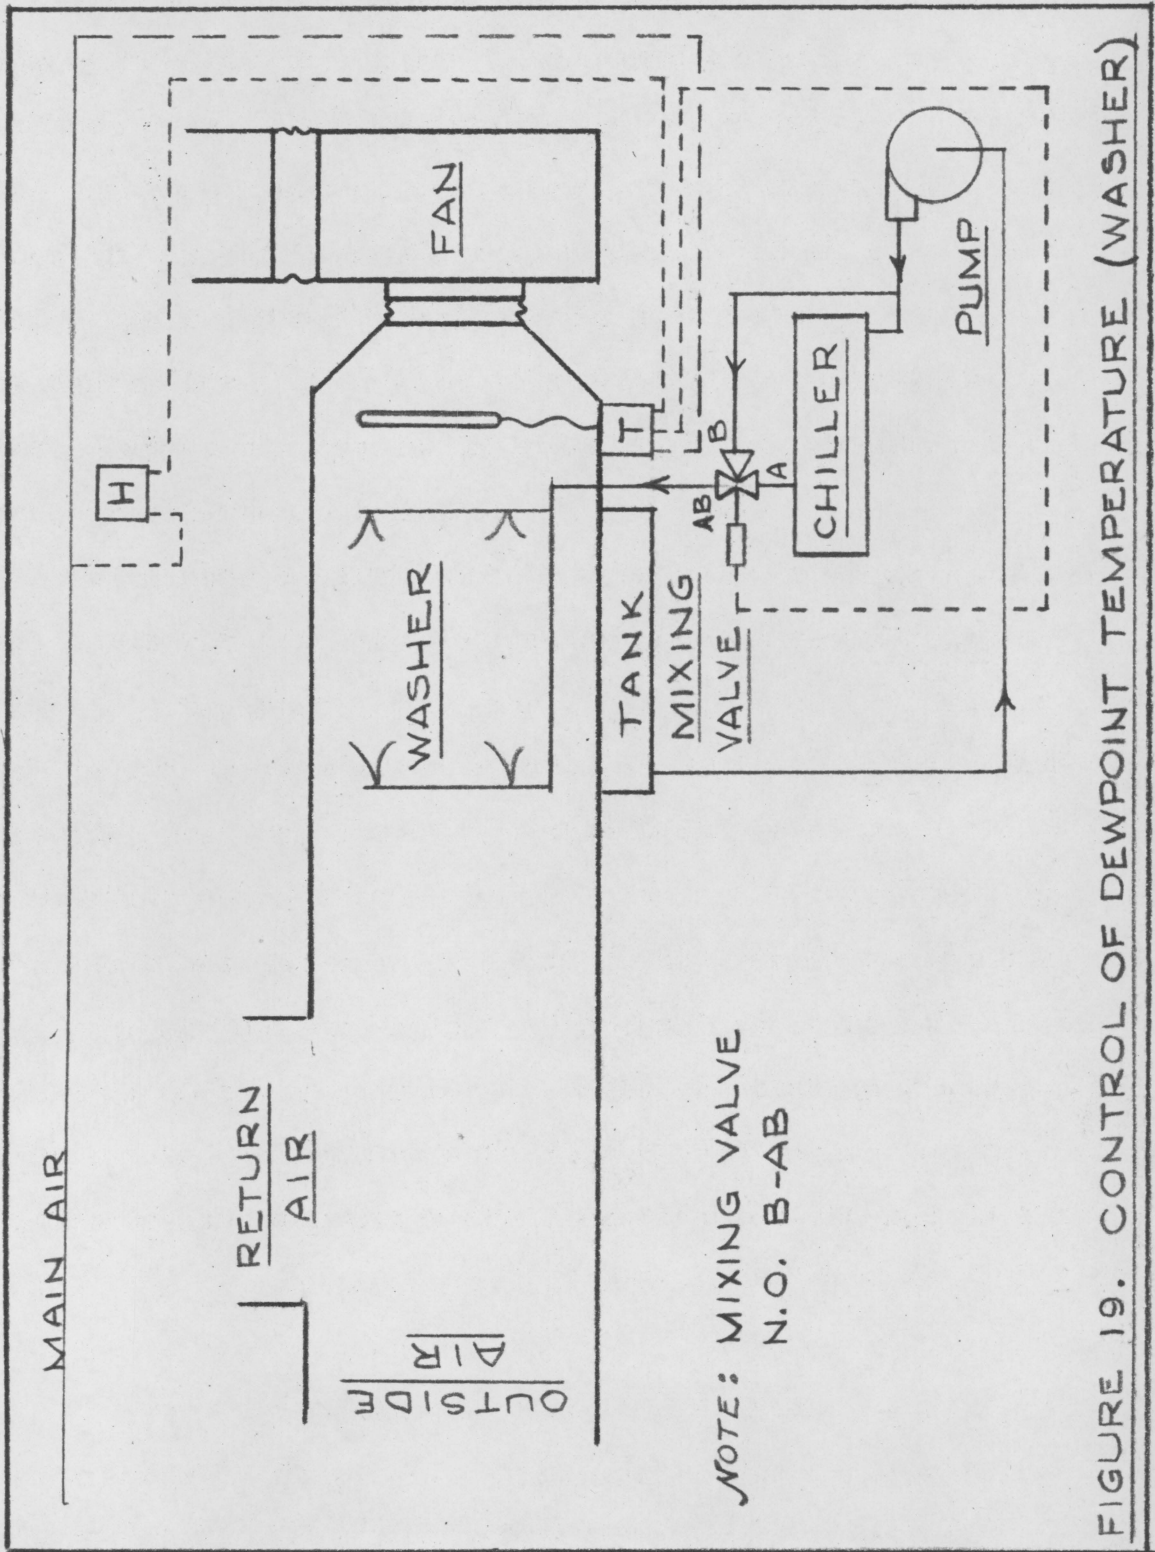 MAIN AIR
H
RETURN
AIR
OUTSIDE
AIR
WASHER
FAN
TANK
T
MIXING
VALVE
AB
B
A
CHILLER
PUMP
NOTE: MIXING VALVE
N.O. B-AB
FIGURE 19. CONTROL OF DEWPOINT TEMPERATURE (WASHER)